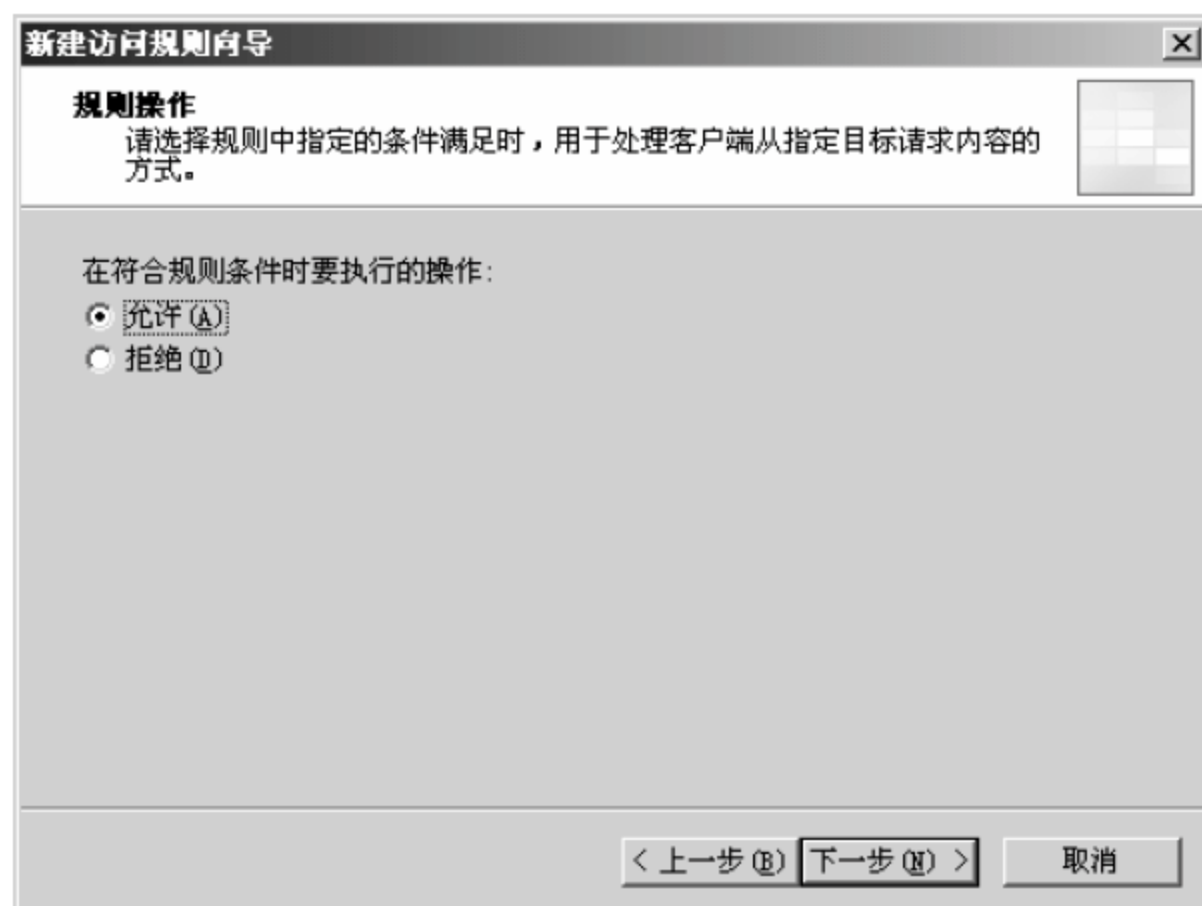 新建访问规则向导
规则操作
请选择规则中指定的条件满足时，用于处理客户端从指定目标请求内容的
方式。
在符合规则条件时要执行的操作:
允许(A)
拒绝(D)
< 上一步(B) 下一步(N) > 取消